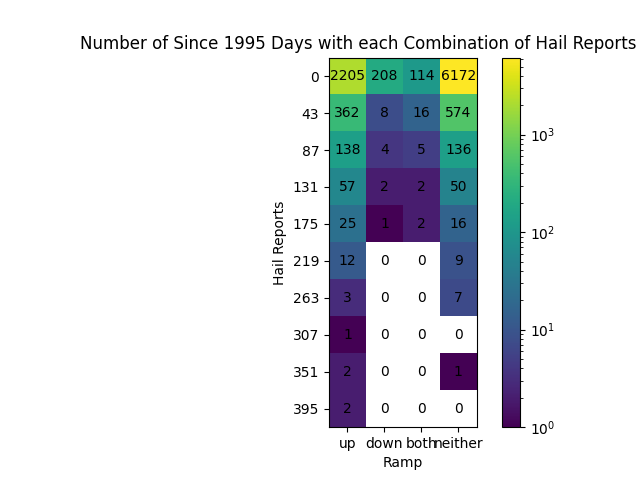 Number of Since 1995 Days with each Combination of Hail Reports
0 2205 208 114 6172
43 362 8 16 574
87 138 4 5 136
131 57 2 2 50
175 25 1 2 16
219 12 0 0 9
263 3 0 0 7
307 1 0 0 0
351 2 0 0 1
395 2 0 0 0
up down both neither
Ramp
Hail Reports
10³
10²
10¹
10⁰